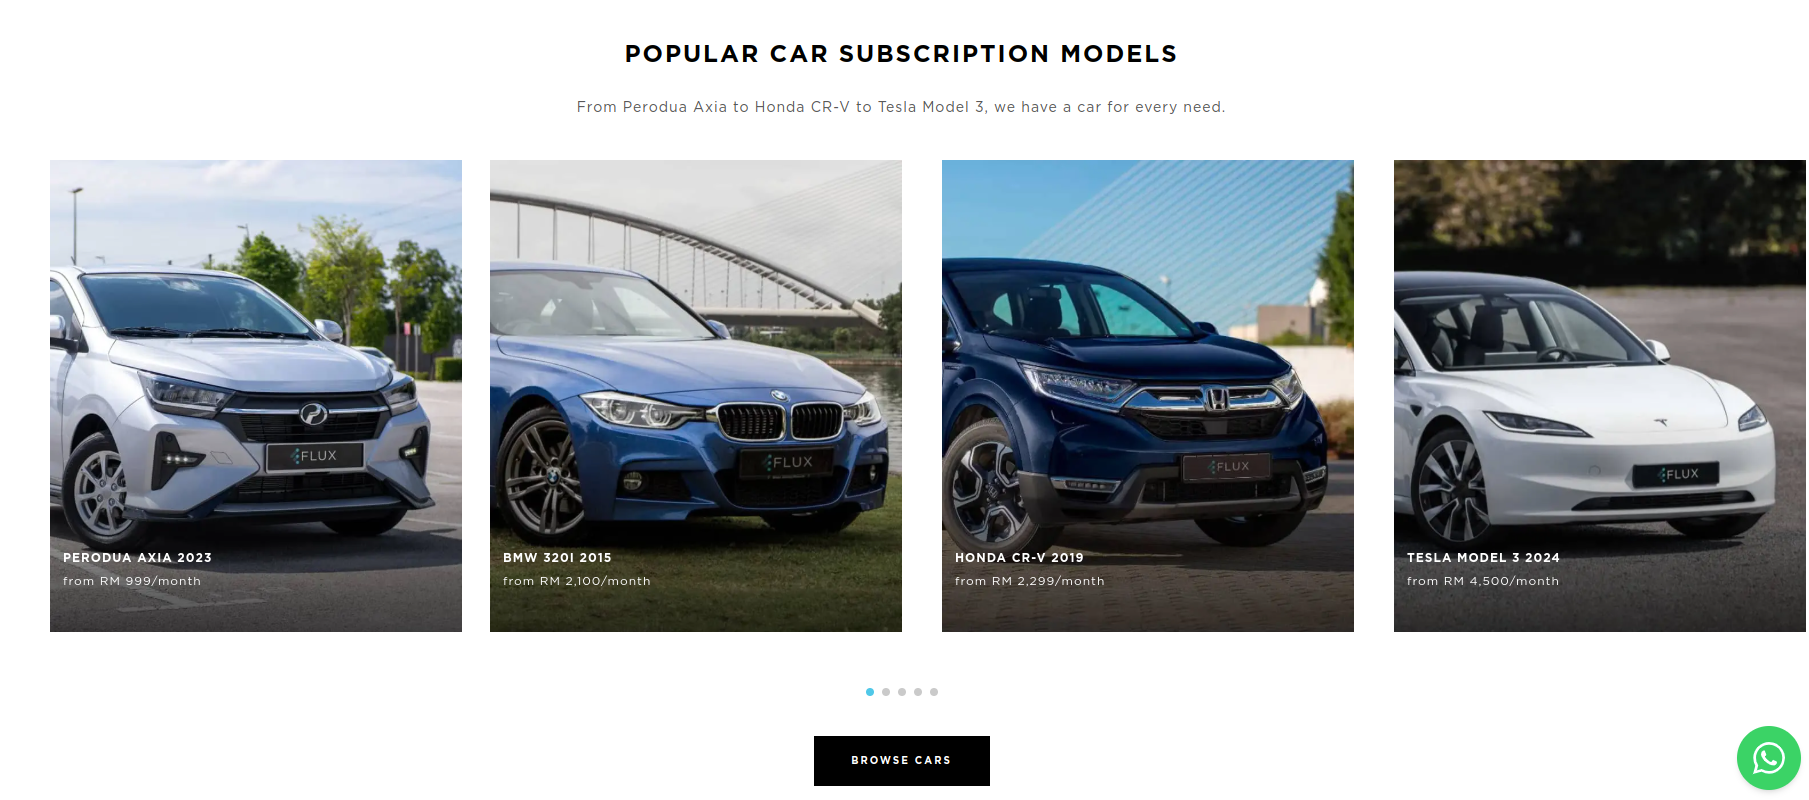 POPULAR CAR SUBSCRIPTION MODELS
From Perodua Axia to Honda CR-V to Tesla Model 3, we have a car for every need.
FLUX
PERODUA AXIA 2023
from RM 999/month
FLUX
BMW 320I 2015
from RM 2,100/month
FLUX
HONDA CR-V 2019
from RM 2,299/month
FLUX
TESLA MODEL 3 2024
from RM 4,500/month
BROWSE CARS